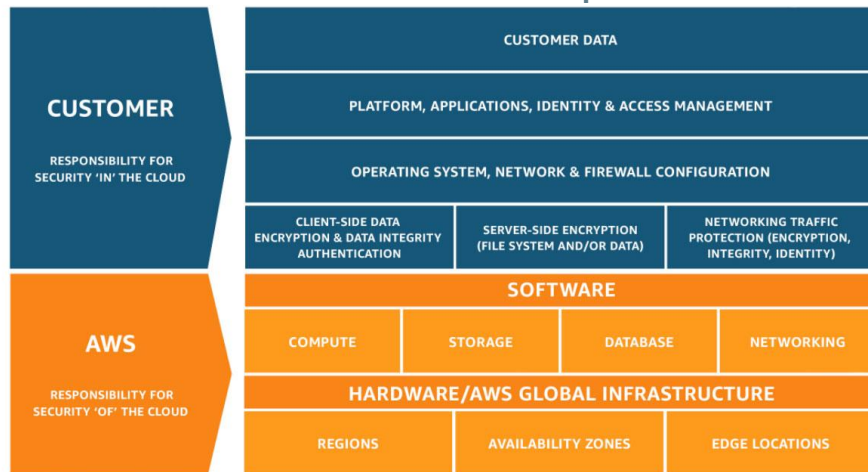 CUSTOMER
RESPONSIBILITY FOR
SECURITY 'IN' THE CLOUD
CUSTOMER DATA
PLATFORM, APPLICATIONS, IDENTITY & ACCESS MANAGEMENT
OPERATING SYSTEM, NETWORK & FIREWALL CONFIGURATION
CLIENT-SIDE DATA
ENCRYPTION & DATA INTEGRITY
AUTHENTICATION
SERVER-SIDE ENCRYPTION
(FILE SYSTEM AND/OR DATA)
NETWORKING TRAFFIC
PROTECTION (ENCRYPTION,
INTEGRITY, IDENTITY)
AWS
RESPONSIBILITY FOR
SECURITY 'OF' THE CLOUD
SOFTWARE
COMPUTE
STORAGE
DATABASE
NETWORKING
HARDWARE/AWS GLOBAL INFRASTRUCTURE
REGIONS
AVAILABILITY ZONES
EDGE LOCATIONS